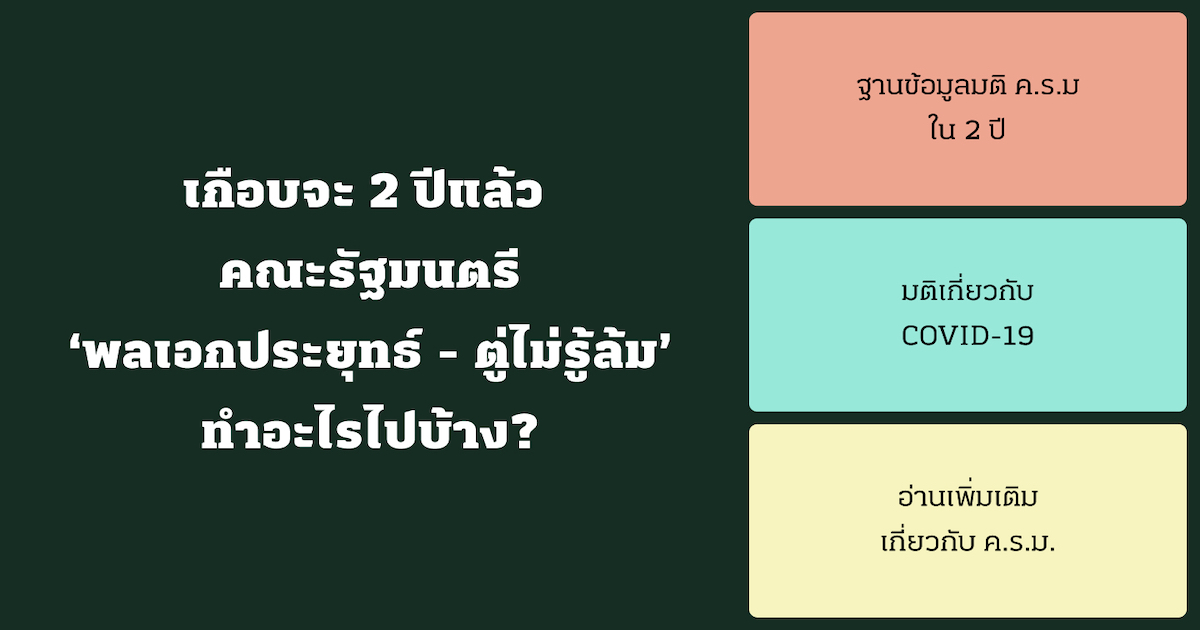 เกือบจะ 2 ปีแล้ว
คณะรัฐมนตรี
‘พลเอกประยุทธ์ - ตู่ไม่รู้ล้ม’
ทำอะไรไปบ้าง?
ฐานข้อมูลมติ ค.ร.ม
ใน 2 ปี
มติเกี่ยวกับ
COVID-19
อ่านเพิ่มเติม
เกี่ยวกับ ค.ร.ม.